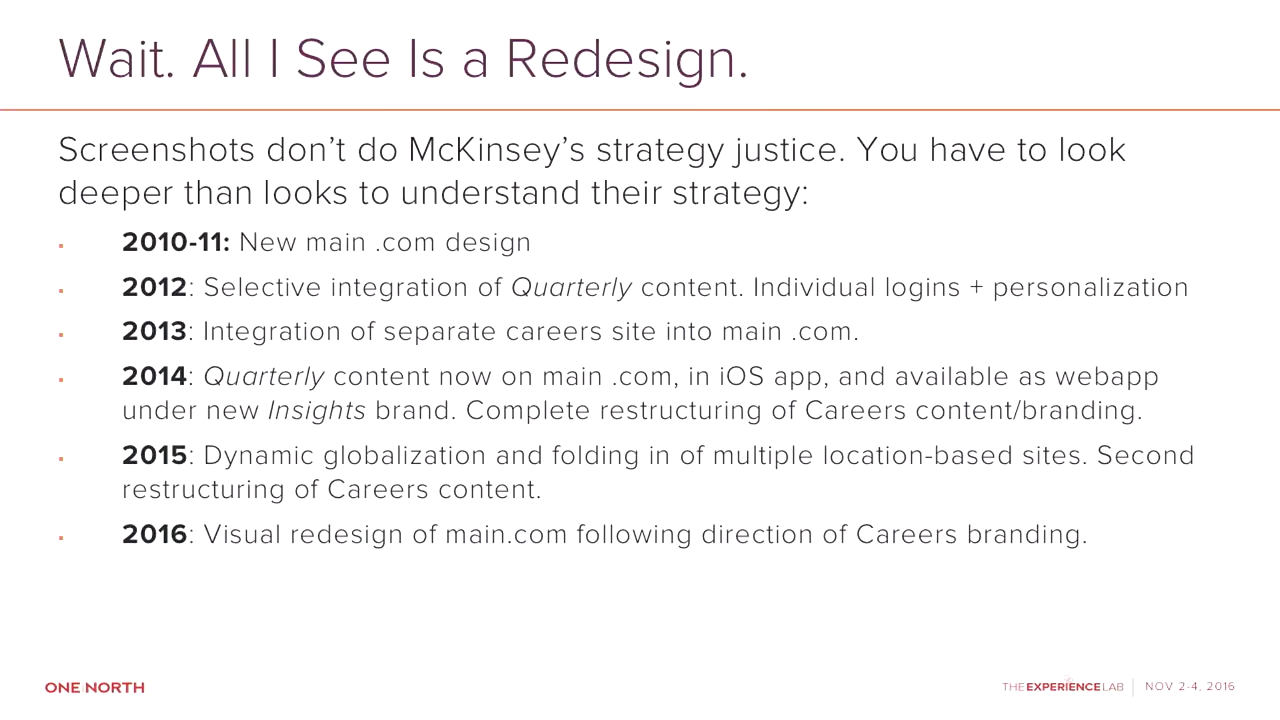 Wait. All I See Is a Redesign.
Screenshots don’t do McKinsey’s strategy justice. You have to look
deeper than looks to understand their strategy:
▪ 2010-11: New main .com design
▪ 2012: Selective integration of Quarterly content. Individual logins + personalization
▪ 2013: Integration of separate careers site into main .com.
▪ 2014: Quarterly content now on main .com, in iOS app, and available as webapp
under new Insights brand. Complete restructuring of Careers content/branding.
▪ 2015: Dynamic globalization and folding in of multiple location-based sites. Second
restructuring of Careers content.
▪ 2016: Visual redesign of main.com following direction of Careers branding.
ONE NORTH
THE EXPERIENCE LAB | NOV 2-4, 2016